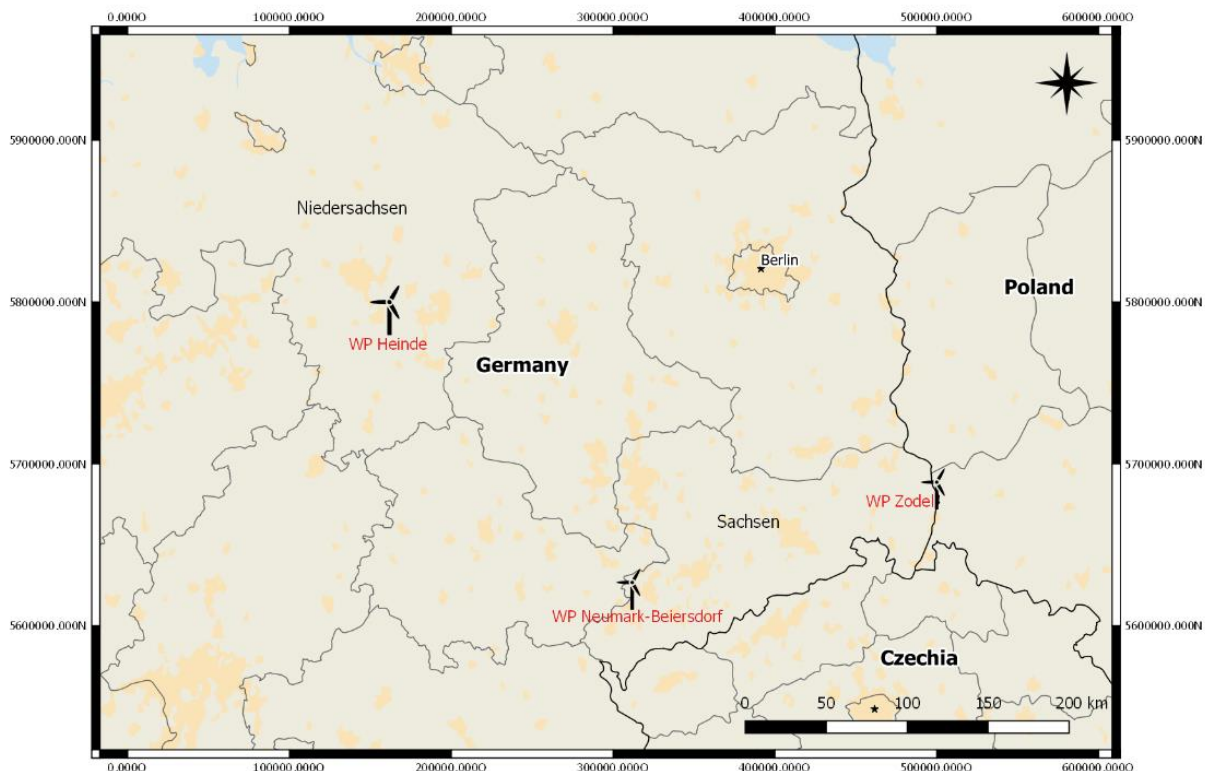 0.000O 100000.000O 200000.000O 300000.000O 400000.000O 500000.000O 600000.000O
5900000.000N 5900000.000N
Niedersachsen
Berlin
Poland
5800000.000N 5800000.000N
WP Heinde
Germany
5700000.000N 5700000.000N
WP Zodel
Sachsen
WP Neumark-Beiersdorf
5600000.000N 5600000.000N
Czechia
0 50 100 150 200 km
0.000O 100000.000O 200000.000O 300000.000O 400000.000O 500000.000O 600000.000O